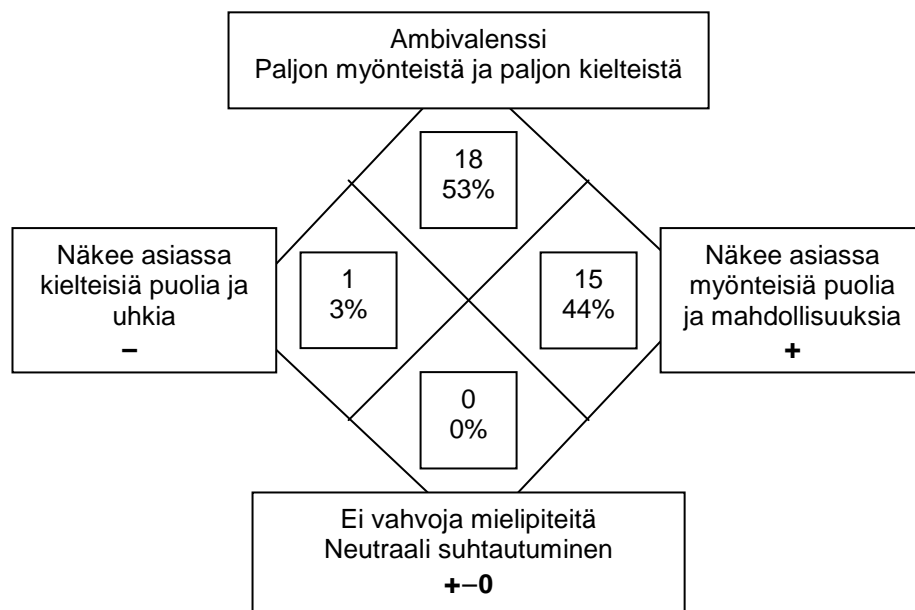 Ambivalenssi
Paljon myönteistä ja paljon kielteistä
18
53%
Näkee asiassa
kielteisiä puolia ja
uhkia
–
1
3%
15
44%
Näkee asiassa
myönteisiä puolia
ja mahdollisuuksia
+
0
0%
Ei vahvoja mielipiteitä
Neutraali suhtautuminen
+–0